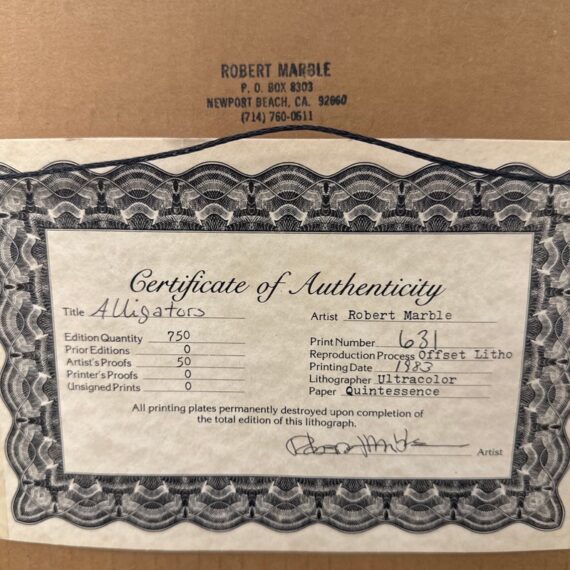 ROBERT MARBLE
P. O. BOX 8303
NEWPORT BEACH, CA. 92660
(714) 760-0611
Certificate of Authenticity
Title Alligators
Artist Robert Marble
Edition Quantity 750
Prior Editions 0
Artist's Proofs 50
Printer's Proofs 0
Unsigned Prints 0
Print Number 631
Reproduction Process Offset Litho
Printing Date 1983
Lithographer Ultracolor
Paper Quintessence
All printing plates permanently destroyed upon completion of
the total edition of this lithograph.
Robert Marble Artist